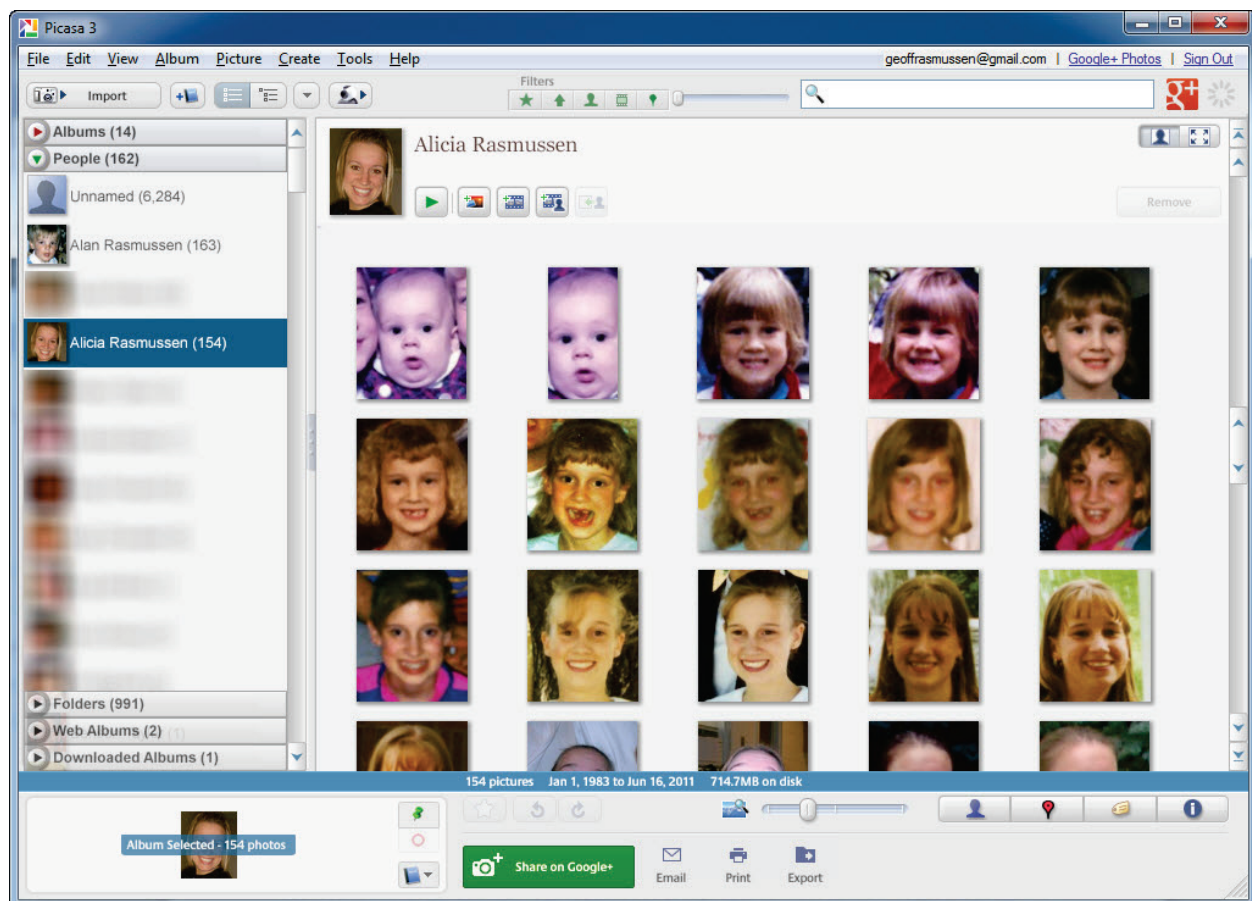 Picasa 3
File Edit View Album Picture Create Tools Help
geoffrasmussen@gmail.com | Google+ Photos | Sign Out
Import
Filters
g+
Albums (14)
People (162)
Unnamed (6,284)
Alan Rasmussen (163)
Alicia Rasmussen (154)
Folders (991)
Web Albums (2)
Downloaded Albums (1)
Alicia Rasmussen
Remove
154 pictures Jan 1, 1983 to Jun 16, 2011 714.7MB on disk
Album Selected - 154 photos
Share on Google+
Email
Print
Export